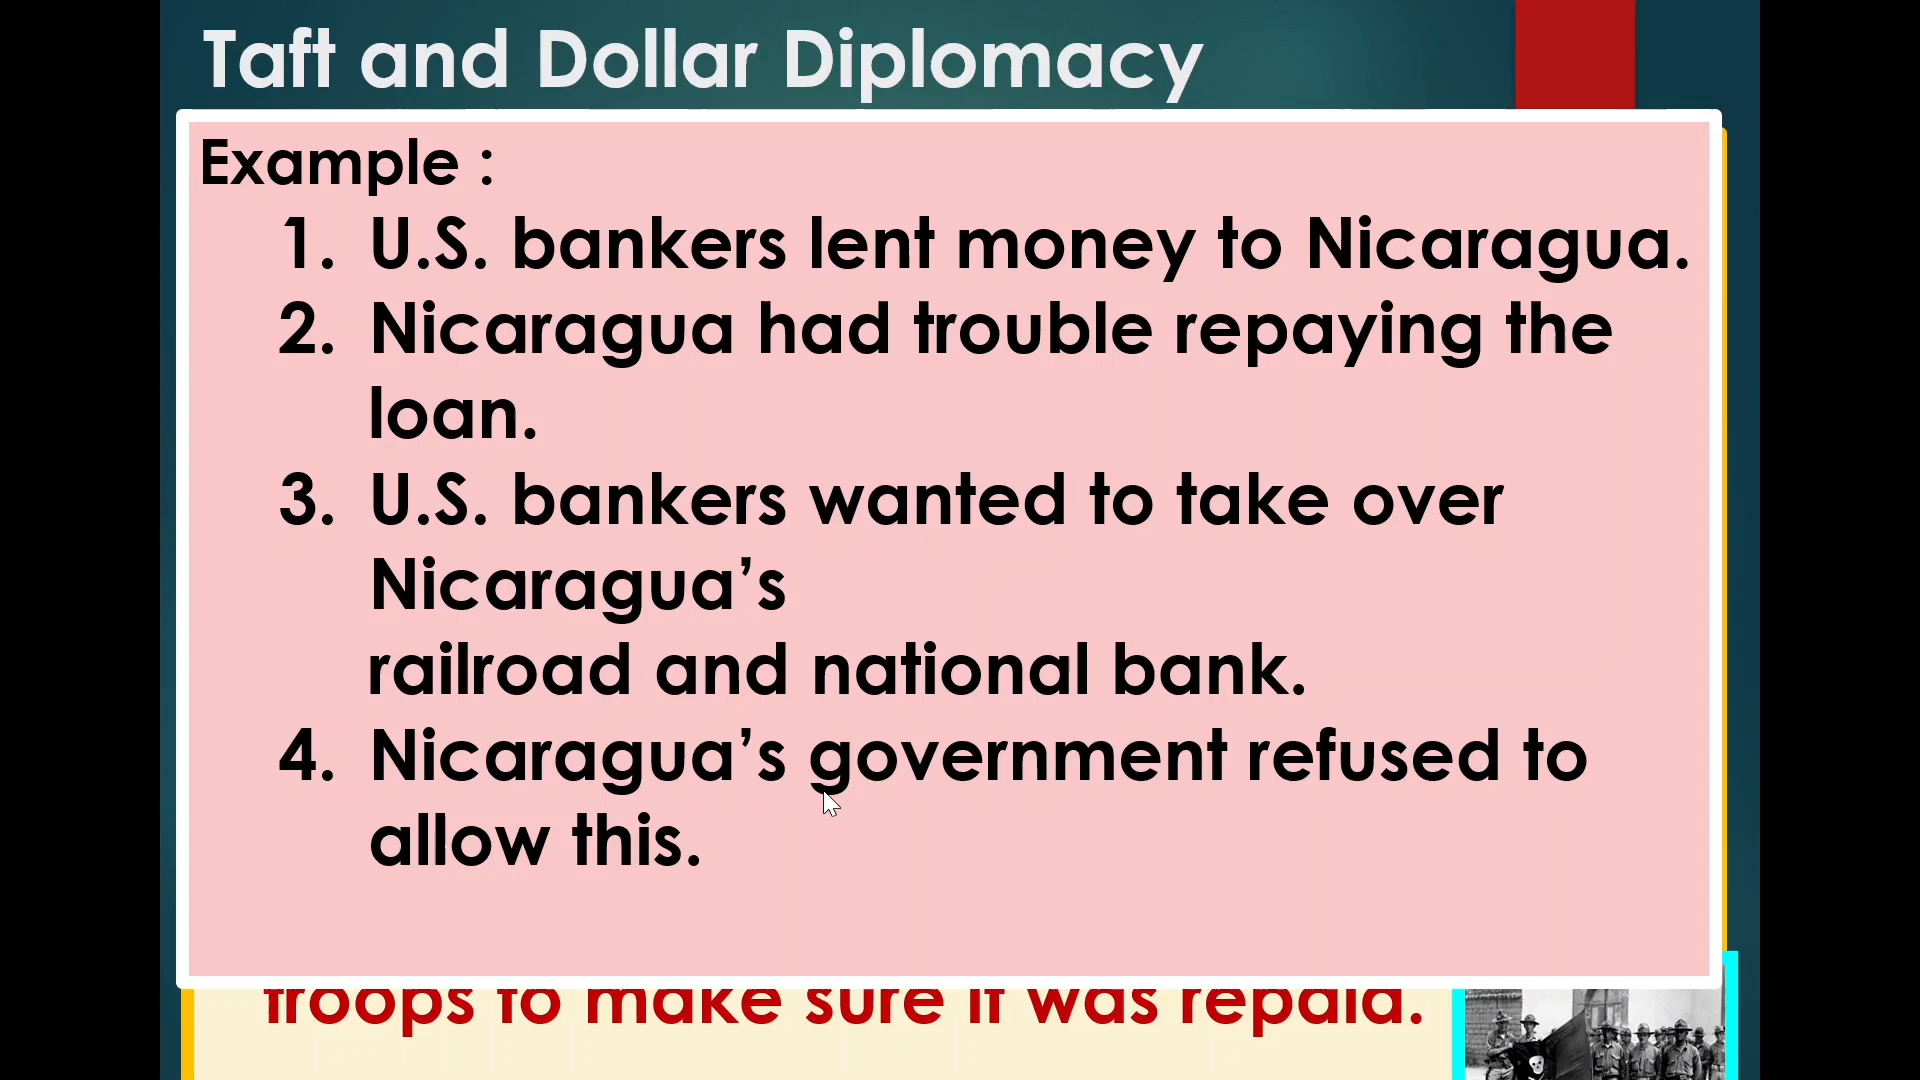 Taft and Dollar Diplomacy
Example :
1. U.S. bankers lent money to Nicaragua.
2. Nicaragua had trouble repaying the
loan.
3. U.S. bankers wanted to take over
Nicaragua’s
railroad and national bank.
4. Nicaragua’s government refused to
allow this.
troops to make sure it was repaid.